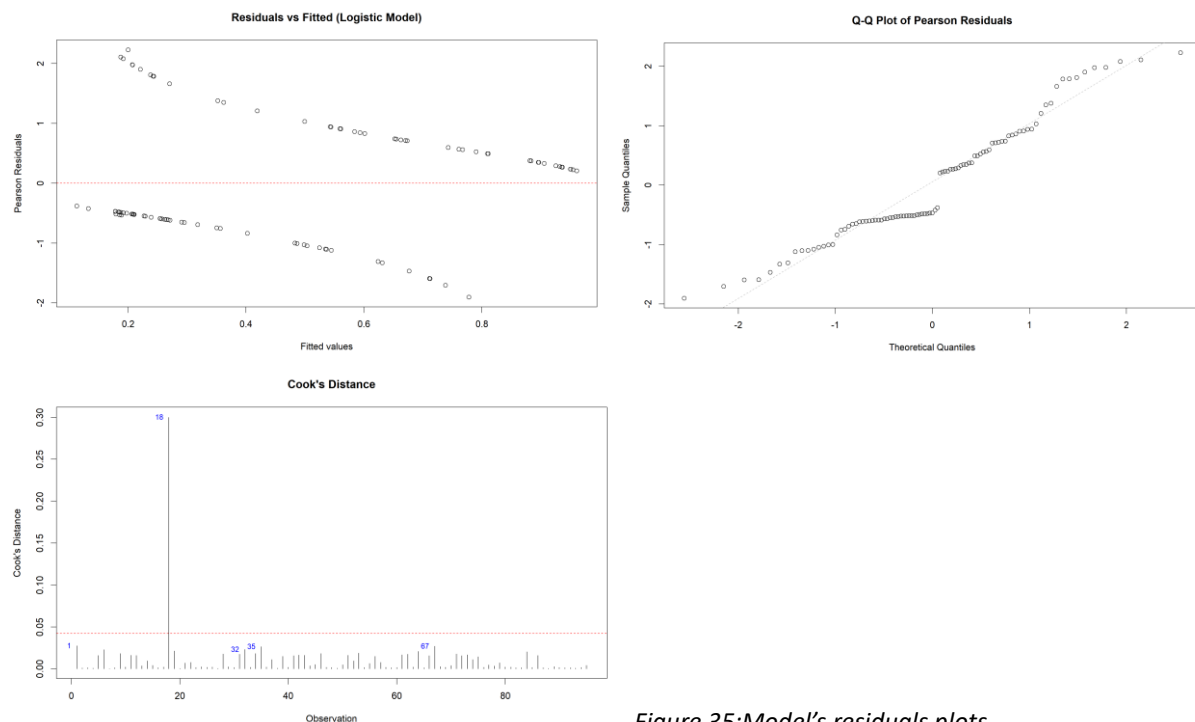 Residuals vs Fitted (Logistic Model)
Pearson Residuals
2
1
0
-1
-2
0.2 0.4 0.6 0.8
Fitted values
Q-Q Plot of Pearson Residuals
Sample Quantiles
2
1
0
-1
-2
-2 -1 0 1 2
Theoretical Quantiles
Cook's Distance
Cook's Distance
0.30
0.25
0.20
0.15
0.10
0.05
0.00
18
1
32
35
67
0 20 40 60 80
Observation
Figure 35:Model’s residuals plots